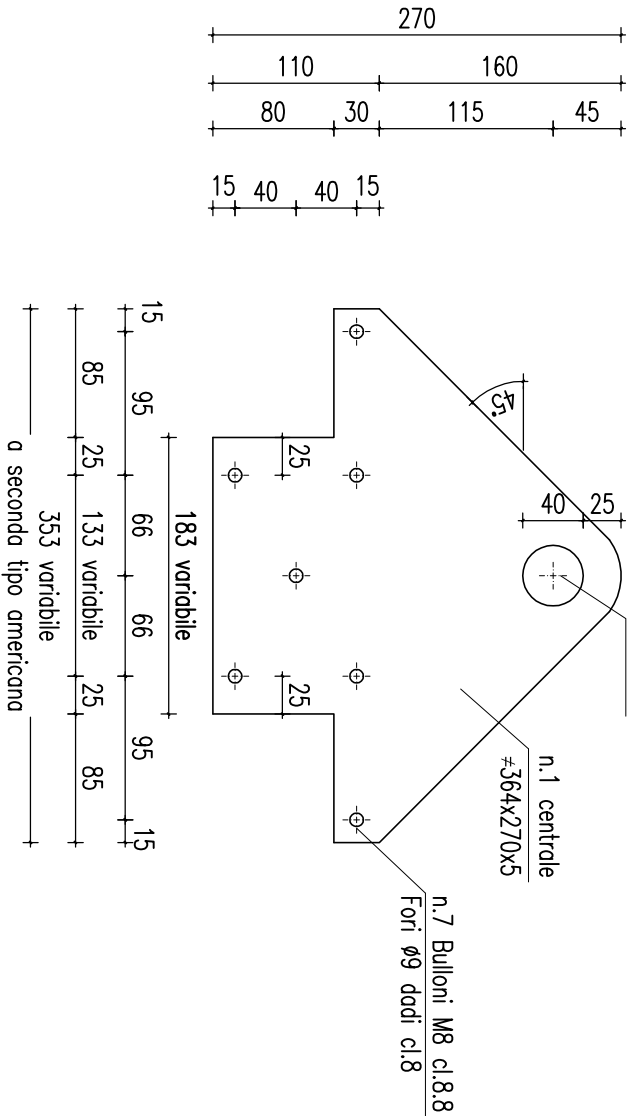 270
110 160
80 30 115 45
15 40 40 15
45°
40 25
25
25
183 variabile
15 95 66 66 95 15
85 25 133 variabile 25 85
353 variabile
a seconda tipo americana
n.1 centrale
≠364x270x5
n.7 Bulloni M8 cl.8.8
Fori ø9 dadi cl.8